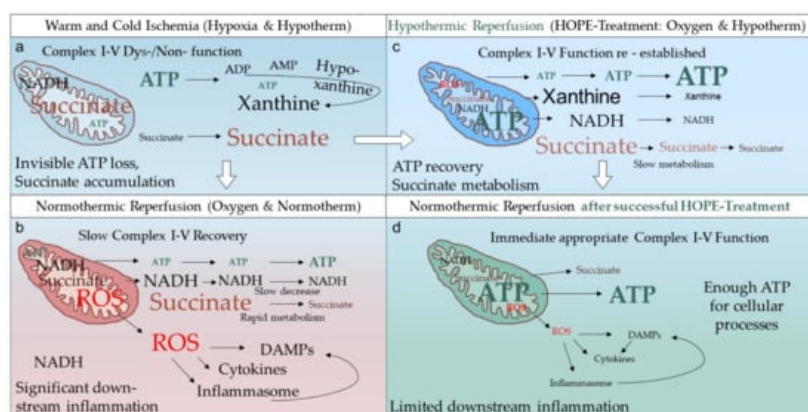 Warm and Cold Ischemia (Hypoxia & Hypotherm)
a
Complex I-V Dys-/Non- function
NADH
Succinate
ATP
ATP
ADP
AMP
Hypo-
xanthine
ATP
Xanthine
Succinate
Succinate
Invisible ATP loss,
Succinate accumulation
Hypothermic Reperfusion (HOPE-Treatment: Oxygen & Hypotherm)
c
Complex I-V Function re - established
ROS
Succinate
NADH
ATP
ATP
ATP
ATP
Xanthine
Xanthine
NADH
NADH
Succinate
Succinate
Succinate
Slow metabolism
ATP recovery
Succinate metabolism
Normothermic Reperfusion (Oxygen & Normotherm)
b
Slow Complex I-V Recovery
NADH
Succinate
ROS
ATP
ATP
ATP
NADH
NADH
NADH
Slow decrease
Succinate
Succinate
Rapid metabolism
ROS
DAMPs
Cytokines
Inflammasome
NADH
Significant down-
stream inflammation
Normothermic Reperfusion after successful HOPE-Treatment
d
Immediate appropriate Complex I-V Function
NADH
Succinate
ATP
ROS
Succinate
ATP
Enough ATP
for cellular
processes
ROS
DAMPs
Cytokines
Inflammasome
Limited downstream inflammation